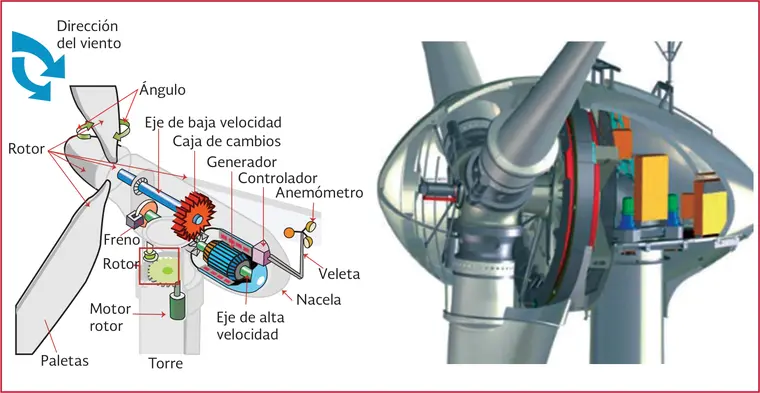 Dirección
del viento
Ángulo
Eje de baja velocidad
Caja de cambios
Generador
Controlador
Anemómetro
Rotor
Freno
Rotor
Veleta
Nacela
Motor
rotor
Eje de alta
velocidad
Paletas
Torre